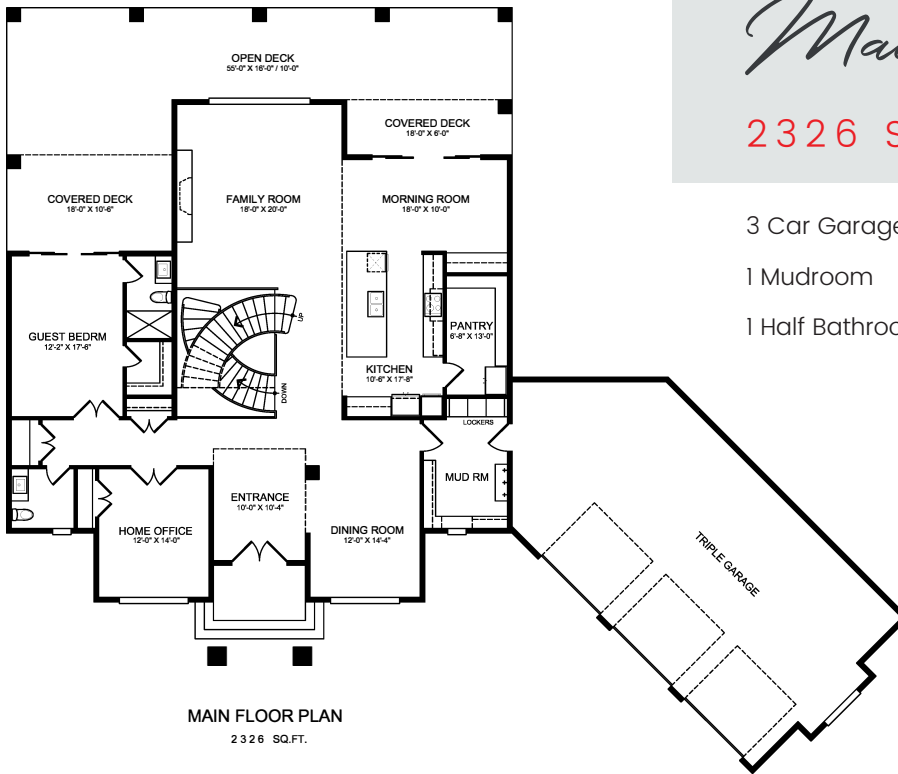 Ma
2326 S
3 Car Garage
1 Mudroom
1 Half Bathroo
OPEN DECK
55'-0" X 16'-0" / 10'-0"
COVERED DECK
18'-0" X 6'-0"
COVERED DECK
18'-0" X 10'-6"
FAMILY ROOM
18'-0" X 20'-0"
MORNING ROOM
18'-0" X 10'-0"
GUEST BEDRM
12'-2" X 17'-6"
UP
DOWN
PANTRY
6'-8" X 13'-0"
KITCHEN
10'-6" X 17'-8"
LOCKERS
MUD RM
ENTRANCE
10'-0" X 10'-4"
HOME OFFICE
12'-0" X 14'-0"
DINING ROOM
12'-0" X 14'-4"
TRIPLE GARAGE
MAIN FLOOR PLAN
2326 SQ.FT.